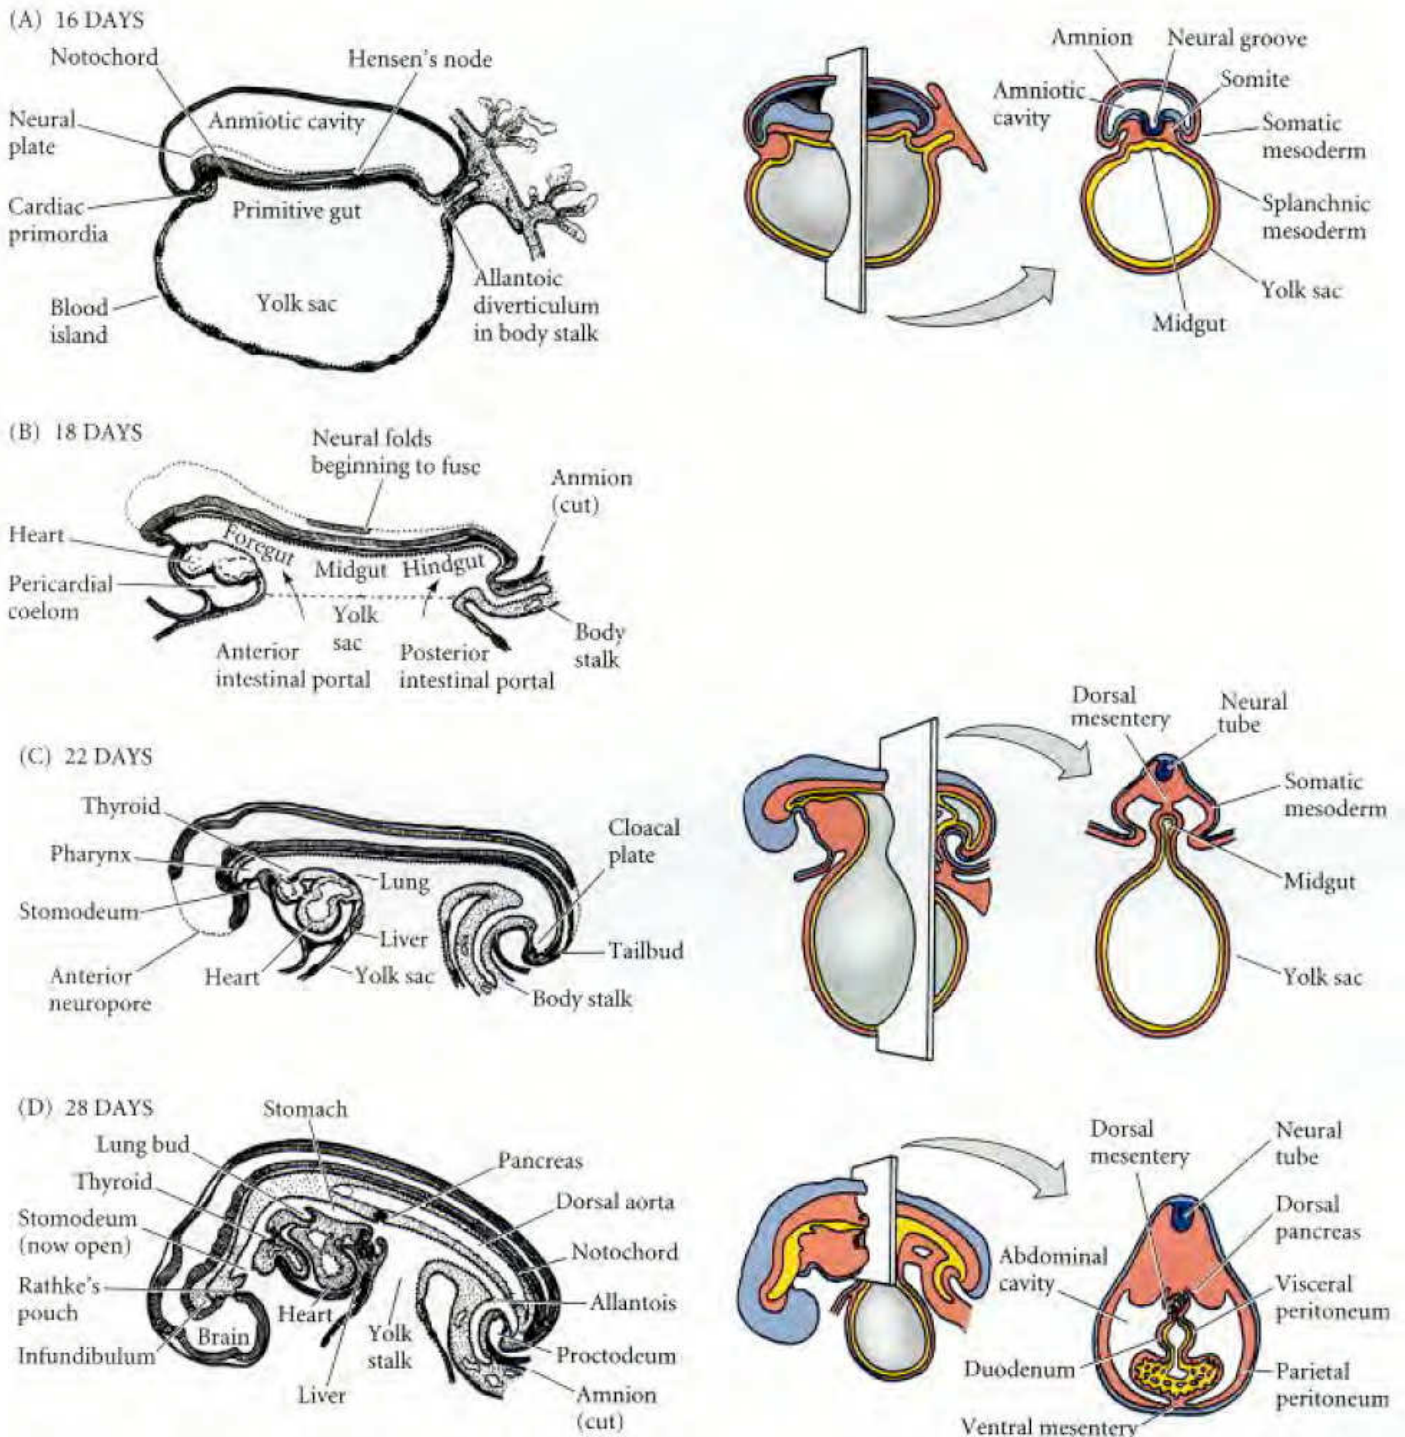 (A) 16 DAYS
Notochord
Hensen's node
Neural
plate
Anmiotic cavity
Cardiac
primordia
Primitive gut
Blood
island
Yolk sac
Allantoic
diverticulum
in body stalk
Amnion
Neural groove
Amniotic
cavity
Somite
Somatic
mesoderm
Splanchnic
mesoderm
Yolk sac
Midgut
(B) 18 DAYS
Neural folds
beginning to fuse
Anmion
(cut)
Heart
Foregut
Midgut
Hindgut
Pericardial
coelom
Yolk
sac
Anterior
intestinal portal
Posterior
intestinal portal
Body
stalk
(C) 22 DAYS
Thyroid
Pharynx
Stomodeum
Anterior
neuropore
Heart
Lung
Liver
Yolk sac
Cloacal
plate
Tailbud
Body stalk
Dorsal
mesentery
Neural
tube
Somatic
mesoderm
Midgut
Yolk sac
(D) 28 DAYS
Stomach
Lung bud
Thyroid
Stomodeum
(now open)
Rathke's
pouch
Infundibulum
Brain
Heart
Liver
Yolk
stalk
Pancreas
Dorsal aorta
Notochord
Allantois
Proctodeum
Amnion
(cut)
Dorsal
mesentery
Neural
tube
Dorsal
pancreas
Abdominal
cavity
Visceral
peritoneum
Duodenum
Parietal
peritoneum
Ventral mesentery